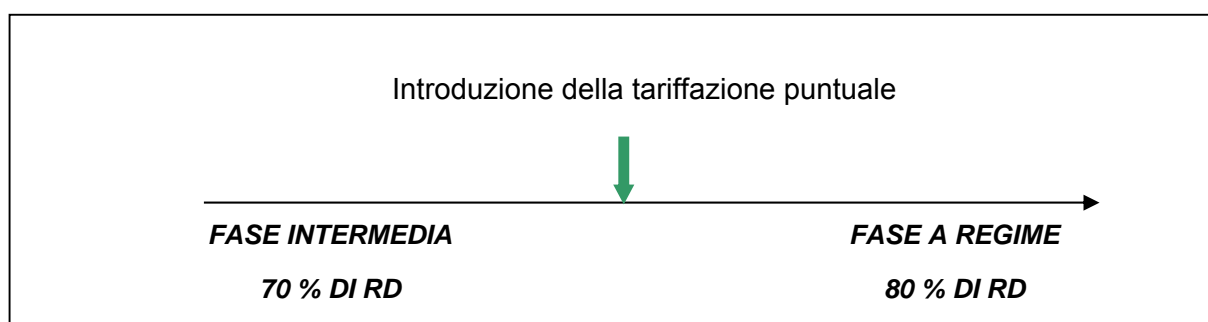 Introduzione della tariffazione puntuale
FASE INTERMEDIA
FASE A REGIME
70 % DI RD
80 % DI RD